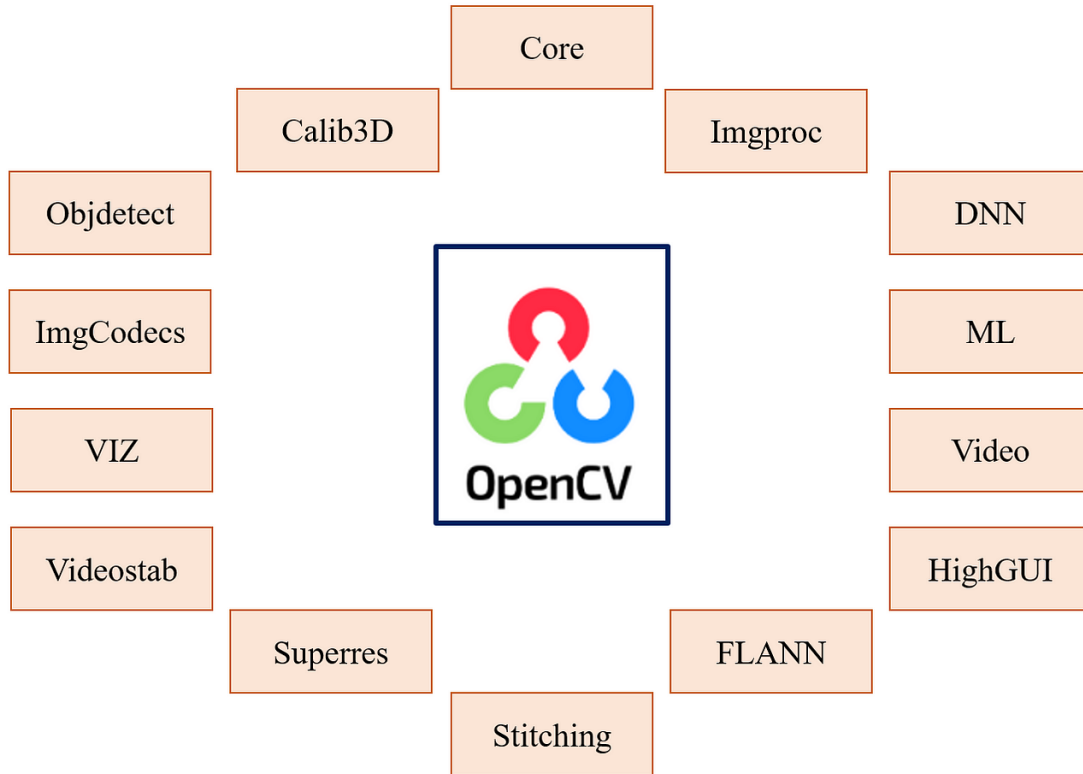 Core
Calib3D
Imgproc
Objdetect
DNN
ImgCodecs
ML
OpenCV
VIZ
Video
Videostab
HighGUI
Superres
FLANN
Stitching